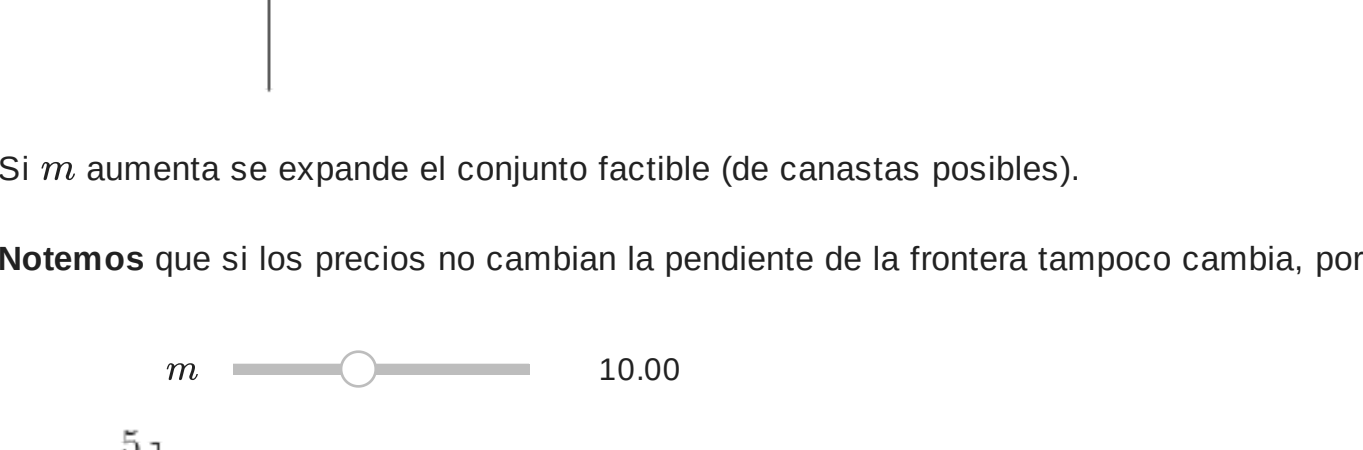 Si m aumenta se expande el conjunto factible (de canastas posibles).
Notemos que si los precios no cambian la pendiente de la frontera tampoco cambia, por
m 10.00
5